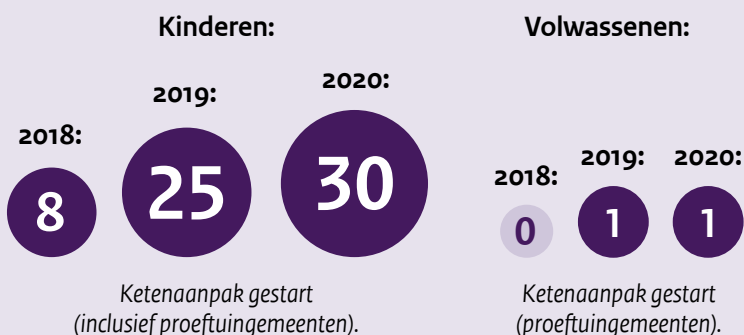 Kinderen:
2018:
8
2019:
25
2020:
30
Ketenaanpak gestart
(inclusief proeftuingemeenten).
Volwassenen:
2018:
0
2019:
1
2020:
1
Ketenaanpak gestart
(proeftuingemeenten).